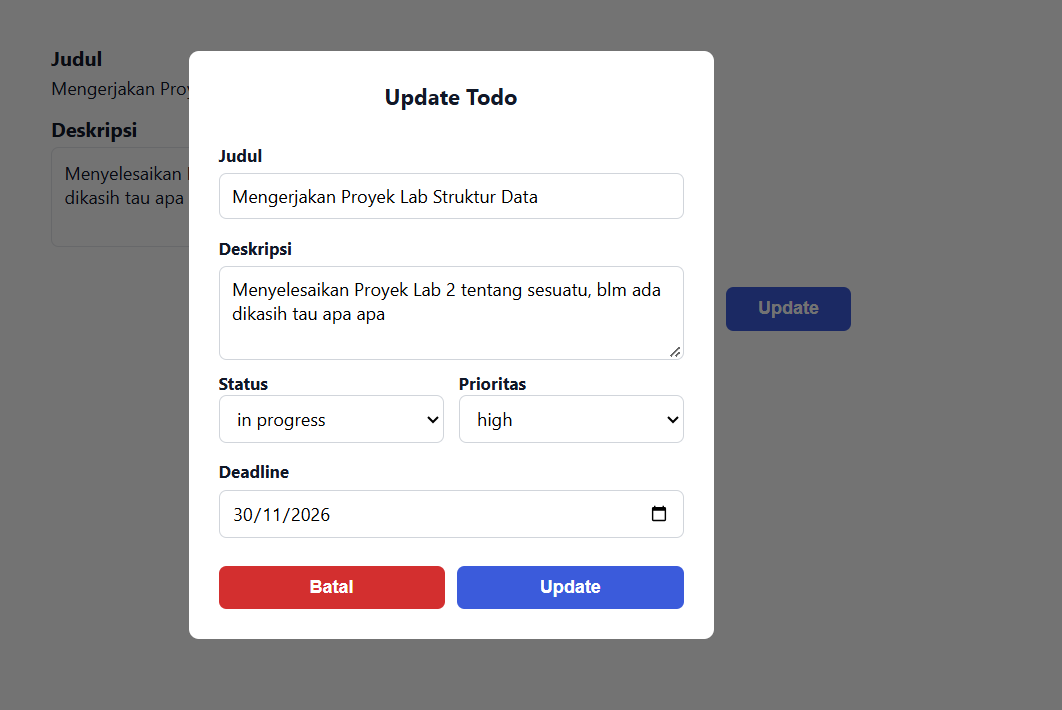 Judul
Mengerjakan Proy
Deskripsi
Menyelesaikan
dikasih tau apa
Update
Update Todo
Judul
Mengerjakan Proyek Lab Struktur Data
Deskripsi
Menyelesaikan Proyek Lab 2 tentang sesuatu, blm ada
dikasih tau apa apa
Status
Prioritas
in progress
high
Deadline
30/11/2026
Batal
Update